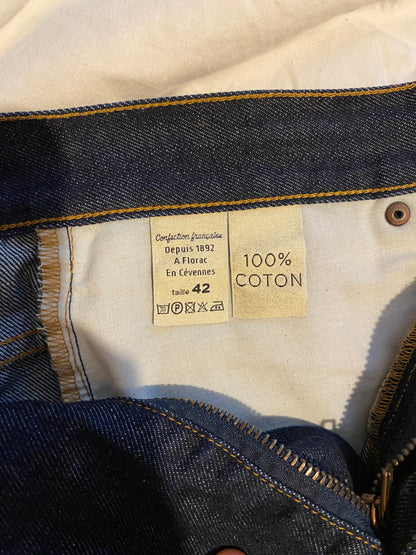 Confection française
Depuis 1892
A Florac
En Cévennes
taille 42
100%
COTON